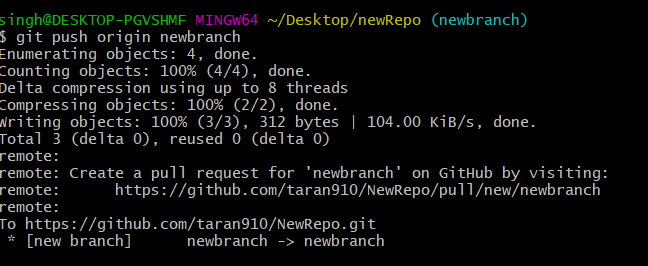 singh@DESKTOP-PGVSHMF MINGW64 ~/Desktop/newRepo (newbranch)
$ git push origin newbranch
Enumerating objects: 4, done.
Counting objects: 100% (4/4), done.
Delta compression using up to 8 threads
Compressing objects: 100% (2/2), done.
Writing objects: 100% (3/3), 312 bytes | 104.00 KiB/s, done.
Total 3 (delta 0), reused 0 (delta 0)
remote:
remote: Create a pull request for 'newbranch' on GitHub by visiting:
remote:      https://github.com/taran910/NewRepo/pull/new/newbranch
remote:
To https://github.com/taran910/NewRepo.git
 * [new branch]      newbranch -> newbranch